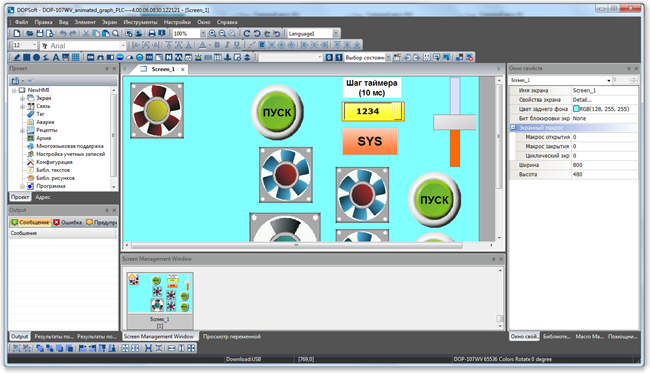 DOPSoft - DOP-107WV_animated_graph_PLC~~4.00.06.0830.122121 - [Screen_1]
Файл Правка Вид Элемент Экран Инструменты Настройки Окно Справка
100% Language1
12 Arial
Выбор состоян
Проект
Screen_1
Окно свойств
NewHMI
Экран
Связь
Тег
Авария
Рецепты
Архив
Многоязыковая поддержка
Настройка учетных записей
Конфигурация
Библ. текстов
Библ. рисунков
Программа
Проект Адрес
Output
Сообщение Ошибка Предупре
Сообщение
Output Результаты по... Результаты по...
ПУСК
Шаг таймера
(10 мс)
1234
SYS
ПУСК
Screen Management Window
Screen_1
[1]
Screen Management Window Просмотр переменной
Screen_1
Имя экрана Screen_1
Свойства экрана Detail...
Цвет заднего фона RGB(128, 255, 255)
Бит блокировки экр None
Экранный макрос
Макрос открытия 0
Макрос закрытия 0
Циклический экр 0
Ширина 800
Высота 480
Окно свой... Библиоте... Макро Ма... Помощни...
Download:USB [769,0] DOP-107WV 65536 Colors Rotate 0 degree